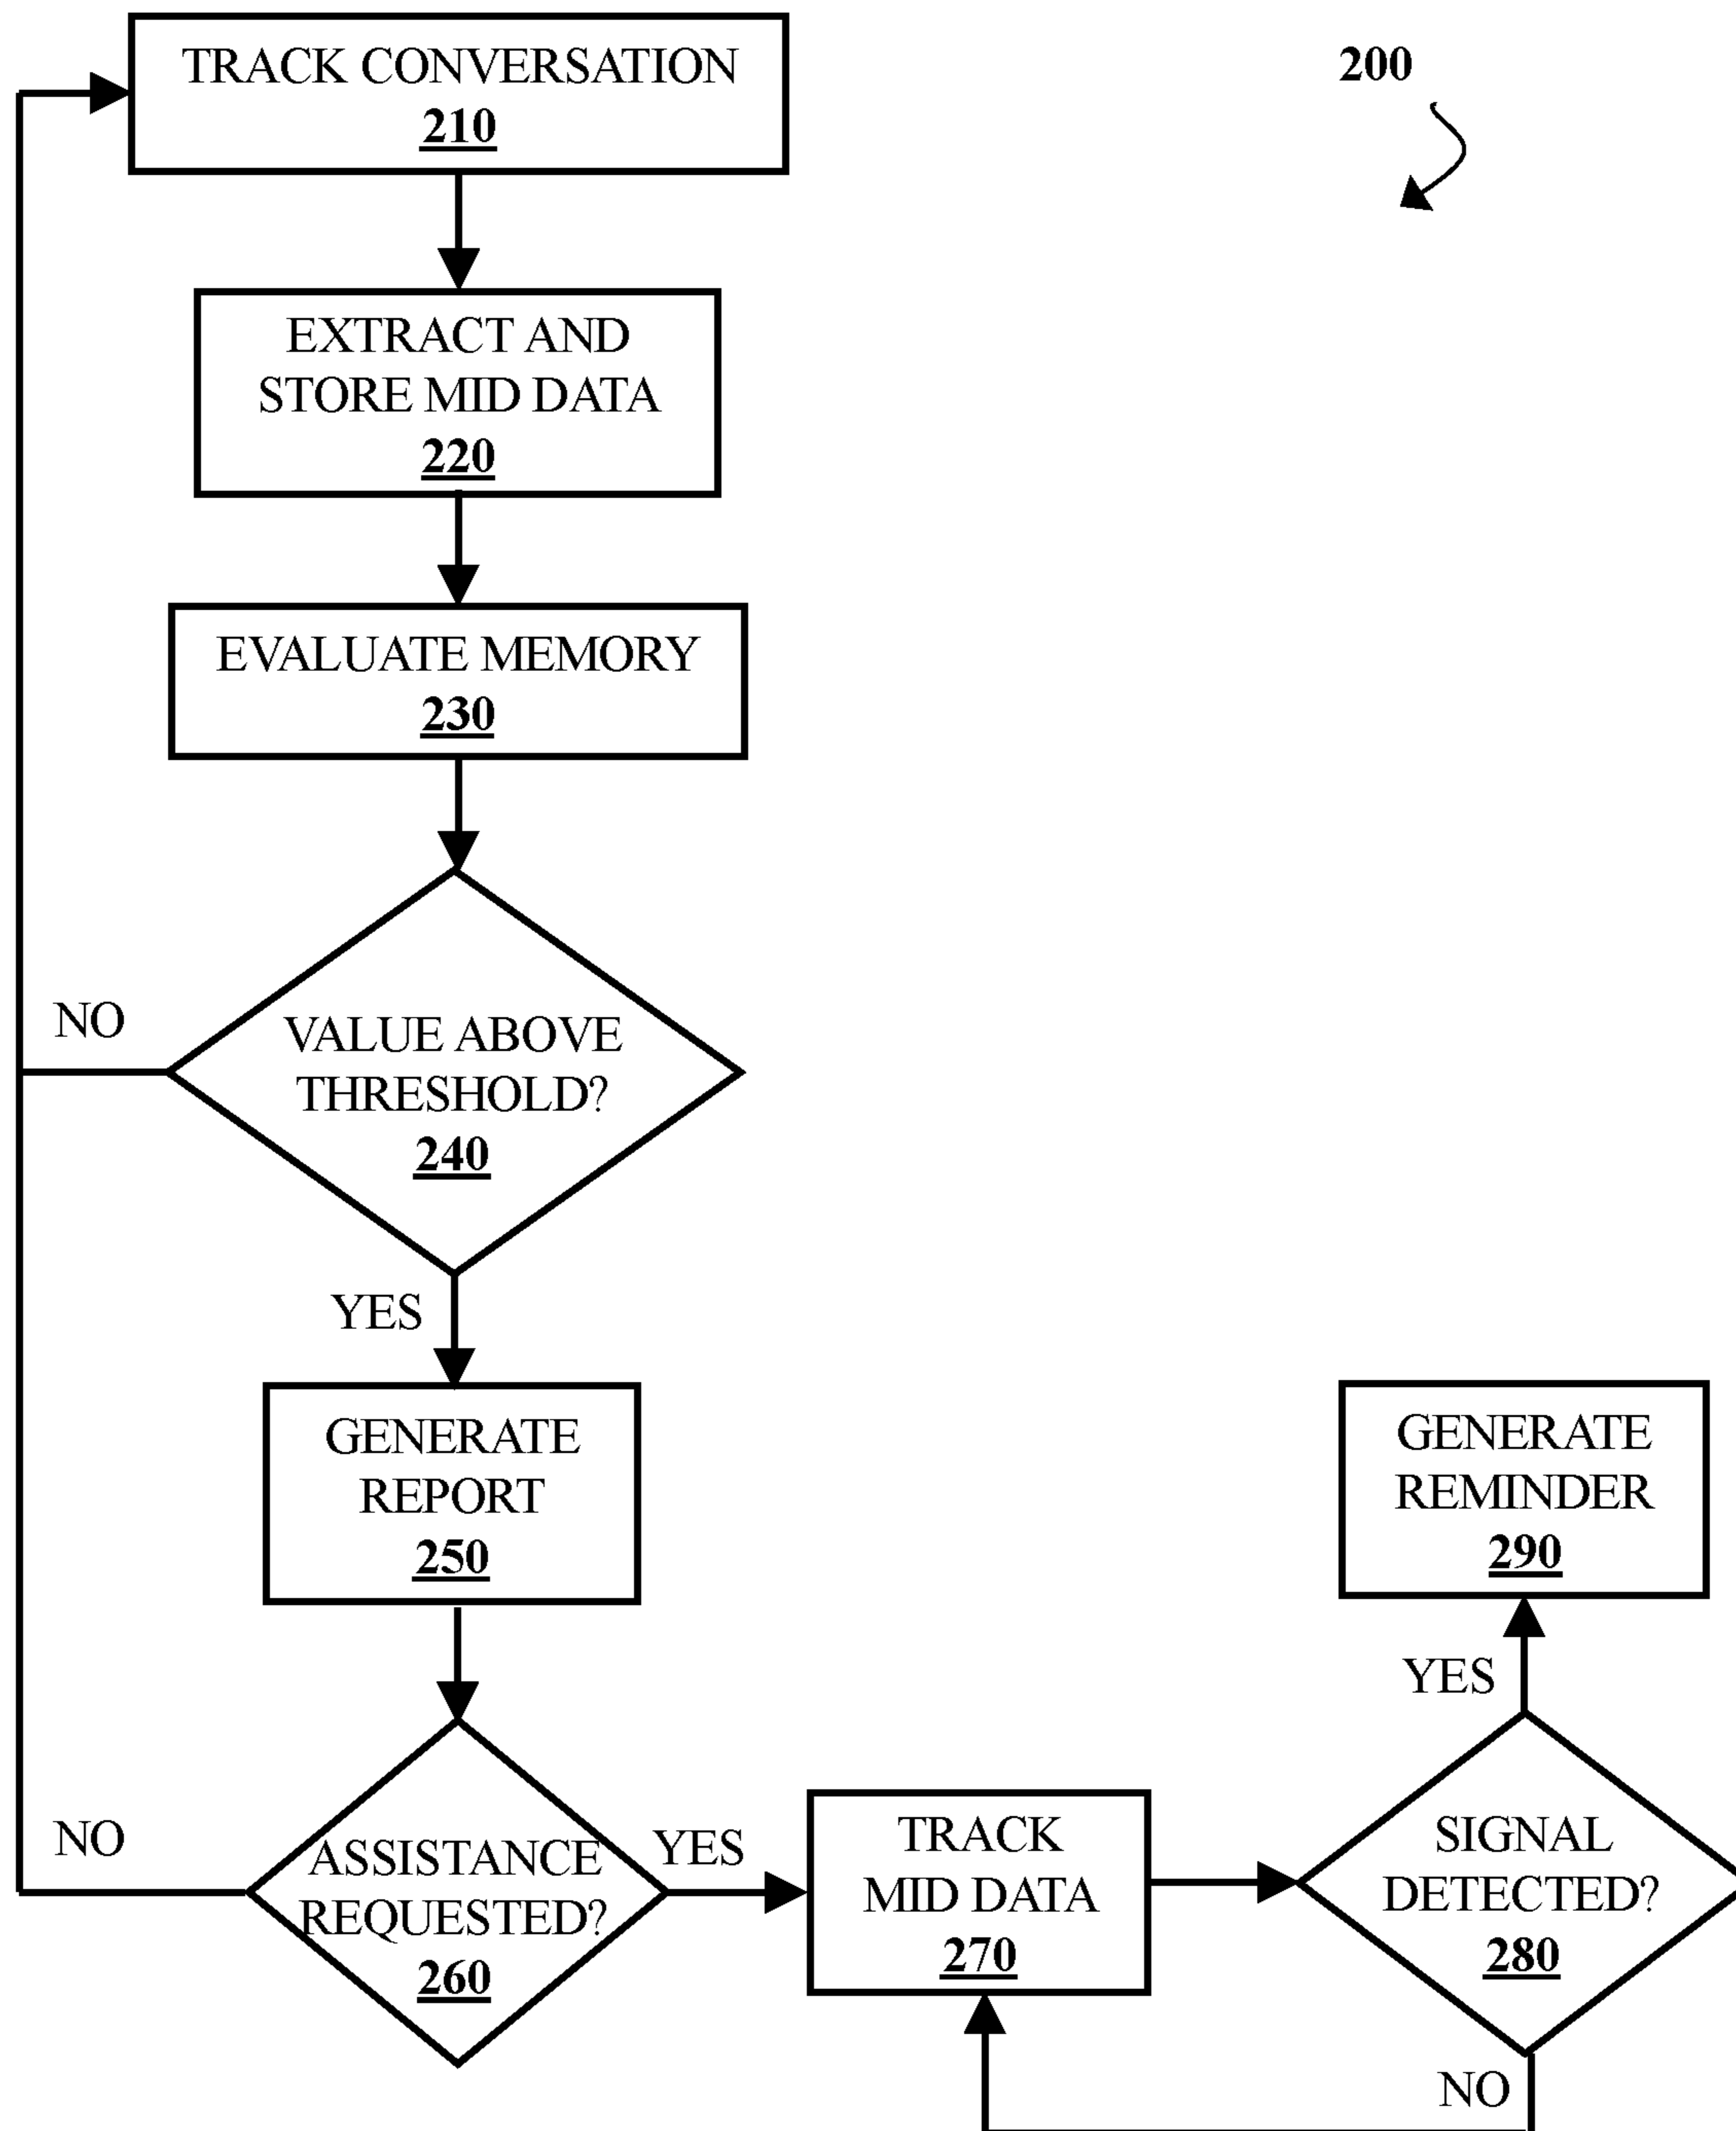 TRACK CONVERSATION
210
200
EXTRACT AND
STORE MID DATA
220
EVALUATE MEMORY
230
NO
VALUE ABOVE
THRESHOLD?
240
YES
GENERATE
REPORT
250
GENERATE
REMINDER
290
YES
NO
ASSISTANCE
REQUESTED?
260
YES
TRACK
MID DATA
270
SIGNAL
DETECTED?
280
NO